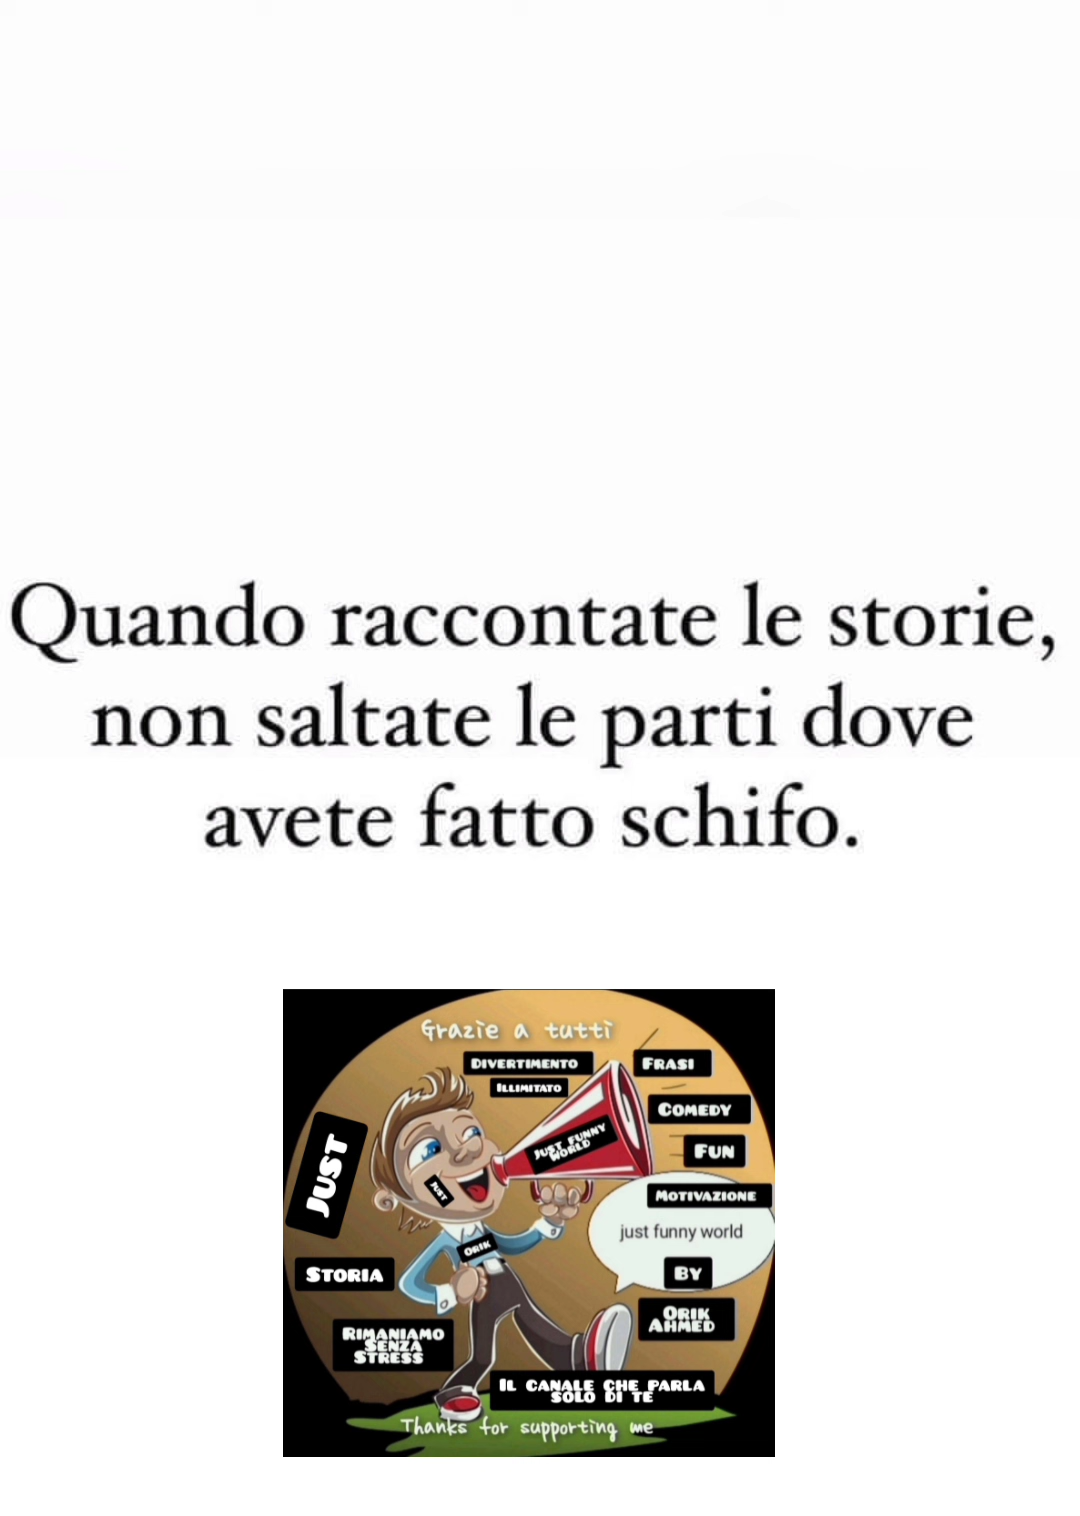 Quando raccontate le storie,
non saltate le parti dove
avete fatto schifo.
Grazie a tutti
Divertimento
Illimitato
Frasi
Comedy
Fun
Motivazione
JUST FUNNY
WORLD
JUST
JUST
just funny world
Orik
By
Storia
Orik
Ahmed
Rimaniamo
Senza
Stress
Il canale che parla
solo di te
Thanks for supporting me